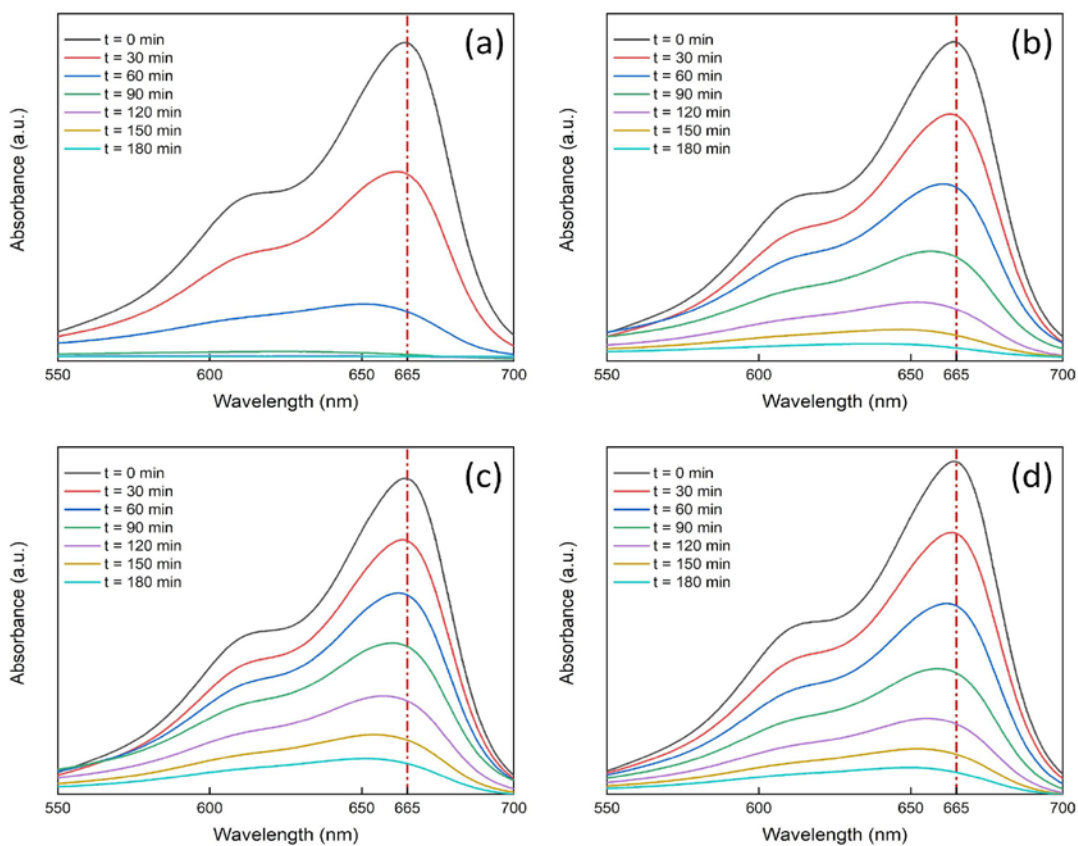 (a)
t = 0 min
t = 30 min
t = 60 min
t = 90 min
t = 120 min
t = 150 min
t = 180 min
Absorbance (a.u.)
550 600 650 665 700
Wavelength (nm)
(b)
t = 0 min
t = 30 min
t = 60 min
t = 90 min
t = 120 min
t = 150 min
t = 180 min
Absorbance (a.u.)
550 600 650 665 700
Wavelength (nm)
(c)
t = 0 min
t = 30 min
t = 60 min
t = 90 min
t = 120 min
t = 150 min
t = 180 min
Absorbance (a.u.)
550 600 650 665 700
Wavelength (nm)
(d)
t = 0 min
t = 30 min
t = 60 min
t = 90 min
t = 120 min
t = 150 min
t = 180 min
Absorbance (a.u.)
550 600 650 665 700
Wavelength (nm)